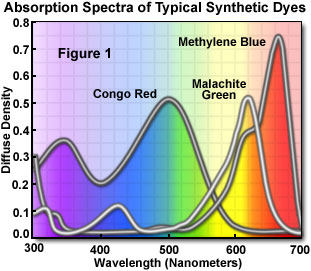 Absorption Spectra of Typical Synthetic Dyes
Figure 1
Methylene Blue
Congo Red
Malachite
Green
Diffuse Density
0.8
0.7
0.6
0.5
0.4
0.3
0.2
0.1
0.0
300
400
500
600
700
Wavelength (Nanometers)